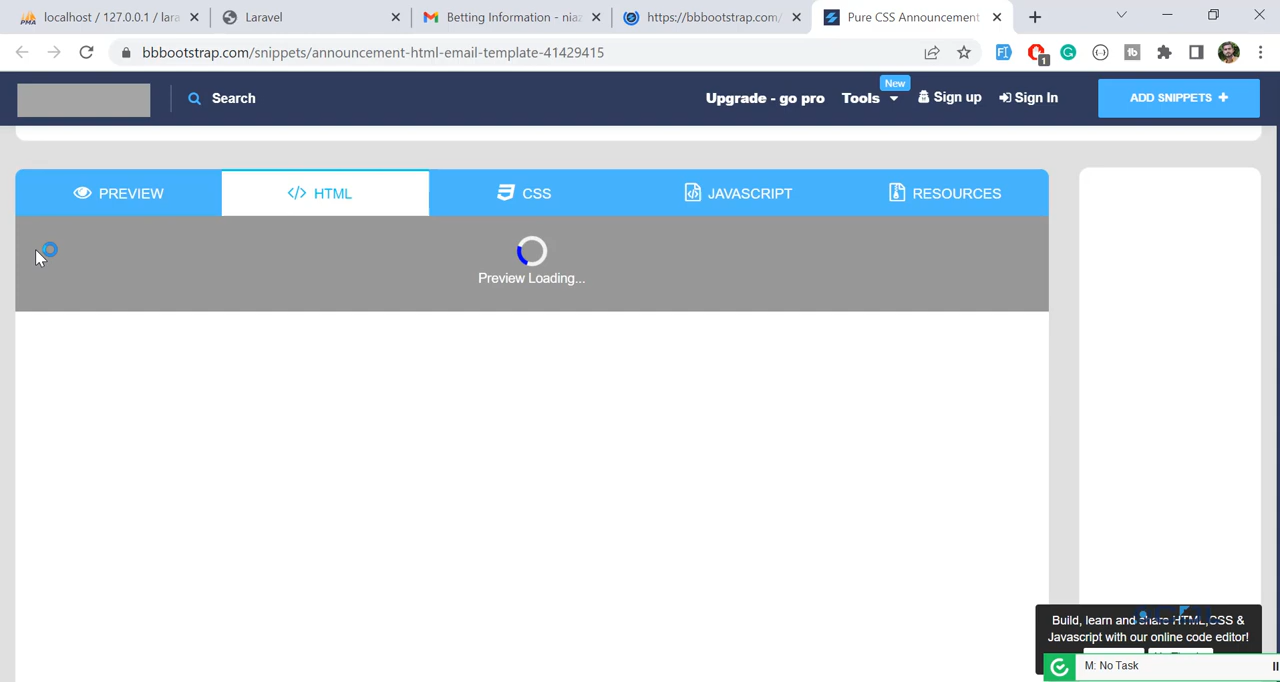 localhost / 127.0.0.1 / lara
Laravel
Betting Information - niaz
https://bbbootstrap.com/
Pure CSS Announcement
bbbootstrap.com/snippets/announcement-html-email-template-41429415
1
Search
Upgrade - go pro
Tools
New
Sign up
Sign In
ADD SNIPPETS +
PREVIEW
</> HTML
CSS
JAVASCRIPT
RESOURCES
Preview Loading...
Build, learn and share HTML,CSS &
Javascript with our online code editor!
M: No Task